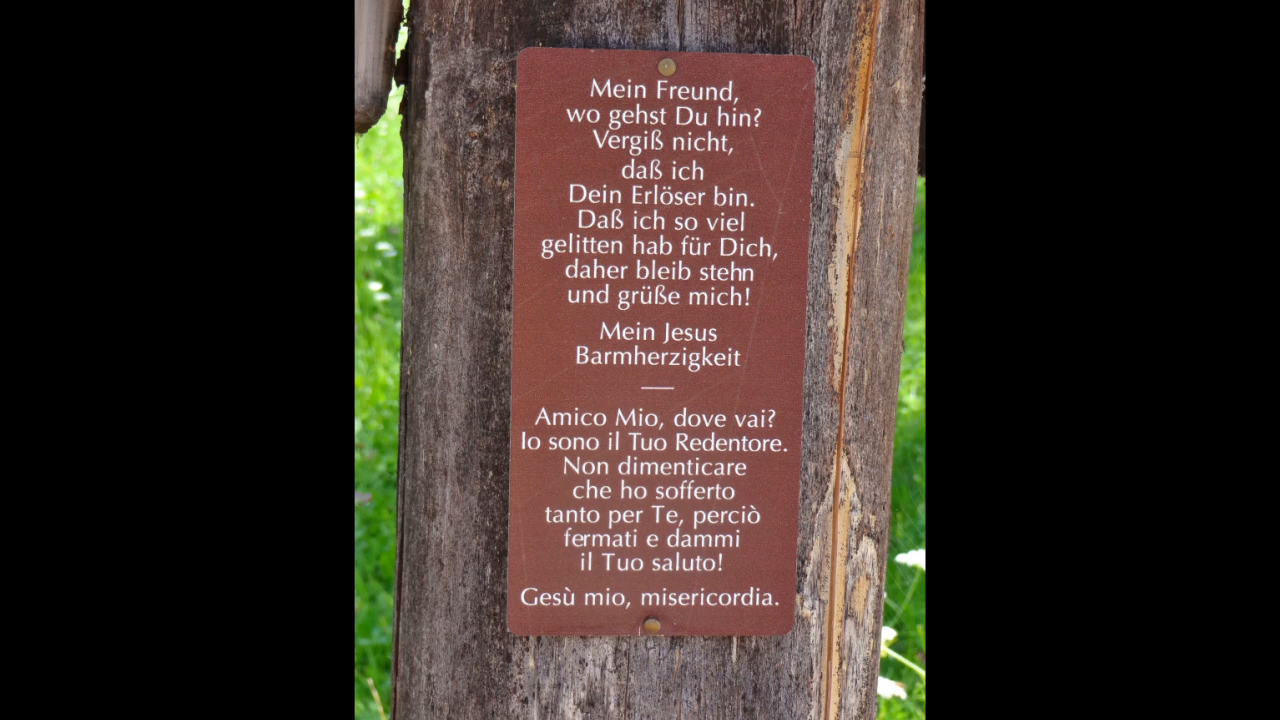 Mein Freund,
wo gehst Du hin?
Vergiß nicht,
daß ich
Dein Erlöser bin.
Daß ich so viel
gelitten hab für Dich,
daher bleib stehn
und grüße mich!
Mein Jesus
Barmherzigkeit
Amico Mio, dove vai?
Io sono il Tuo Redentore.
Non dimenticare
che ho sofferto
tanto per Te, perciò
fermati e dammi
il Tuo saluto!
Gesù mio, misericordia.